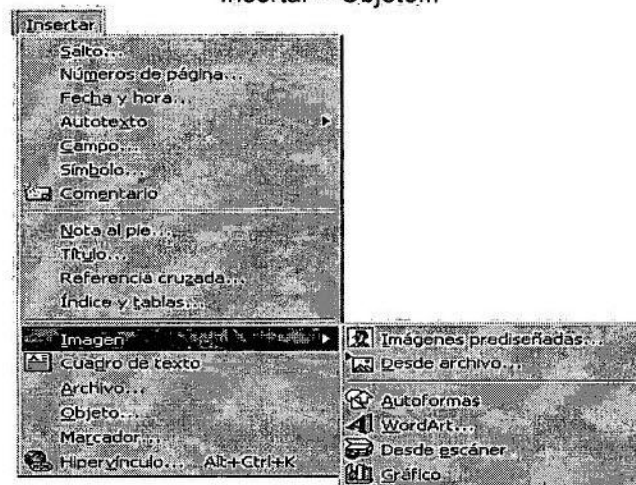 Insertar - Objeto...
Insertar
Salto...
Números de página...
Fecha y hora...
Autotexto
Campo...
Símbolo...
Comentario
Nota al pie...
Título...
Referencia cruzada...
Índice y tablas...
Imagen
Cuadro de texto
Archivo...
Objeto...
Marcador...
Hipervínculo... Alt+Ctrl+K
Imágenes prediseñadas...
Desde archivo...
Autoformas
WordArt...
Desde escáner
Gráfico